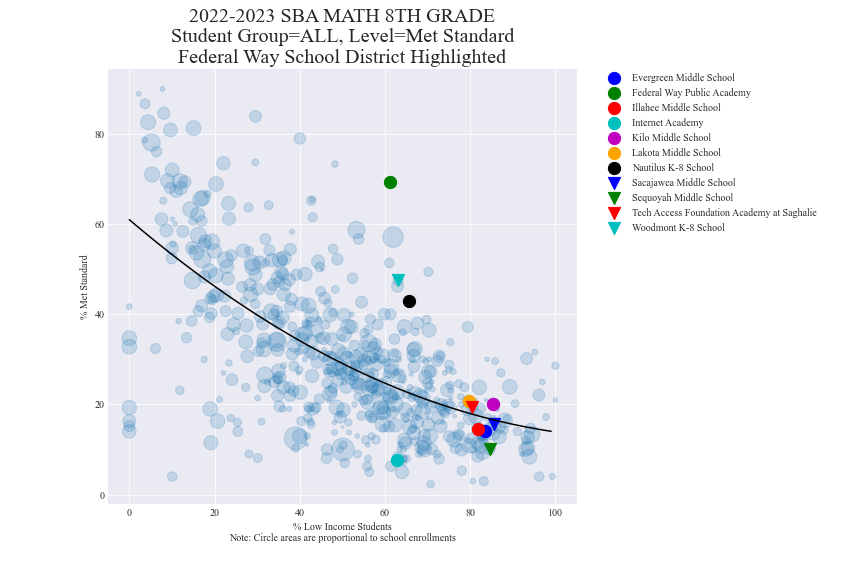 2022-2023 SBA MATH 8TH GRADE
Student Group=ALL, Level=Met Standard
Federal Way School District Highlighted
% Met Standard
80
60
40
20
0
0 20 40 60 80 100
% Low Income Students
Note: Circle areas are proportional to school enrollments
Evergreen Middle School
Federal Way Public Academy
Illahee Middle School
Internet Academy
Kilo Middle School
Lakota Middle School
Nautilus K-8 School
Sacajawea Middle School
Sequoyah Middle School
Tech Access Foundation Academy at Saghalie
Woodmont K-8 School